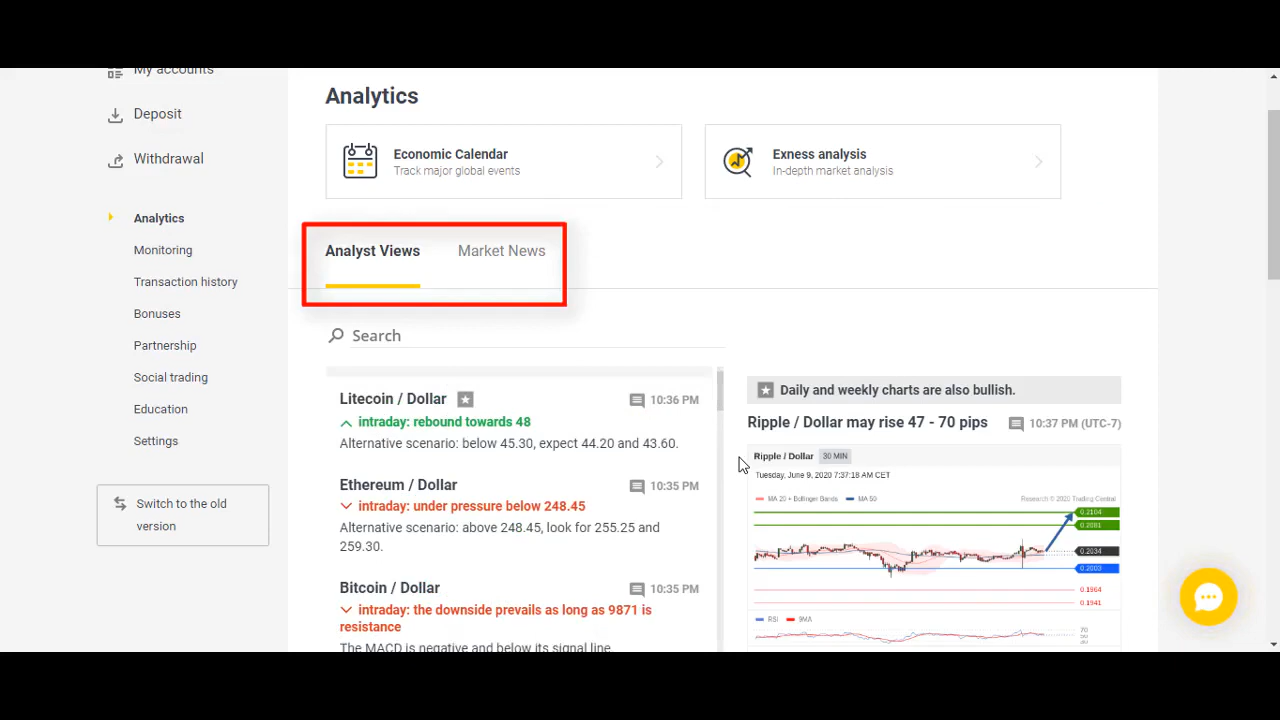 My accounts
Deposit
Withdrawal
Analytics
Monitoring
Transaction history
Bonuses
Partnership
Social trading
Education
Settings
Switch to the old
version
Analytics
Economic Calendar
Track major global events
Exness analysis
In-depth market analysis
Analyst Views
Market News
Search
Litecoin / Dollar
10:36 PM
intraday: rebound towards 48
Alternative scenario: below 45.30, expect 44.20 and 43.60.
Ethereum / Dollar
10:35 PM
intraday: under pressure below 248.45
Alternative scenario: above 248.45, look for 255.25 and
259.30.
Bitcoin / Dollar
10:35 PM
intraday: the downside prevails as long as 9871 is
resistance
The MACD is negative and below its signal line.
Daily and weekly charts are also bullish.
Ripple / Dollar may rise 47 - 70 pips
10:37 PM (UTC-7)
Ripple / Dollar 30 MIN
Tuesday, June 9, 2020 7:37:18 AM CET
MA 20 + Bollinger Bands MA 50
Research © 2020 Trading Central
0.2104
0.2081
0.2034
0.2003
0.1964
0.1941
RSI 9MA
70